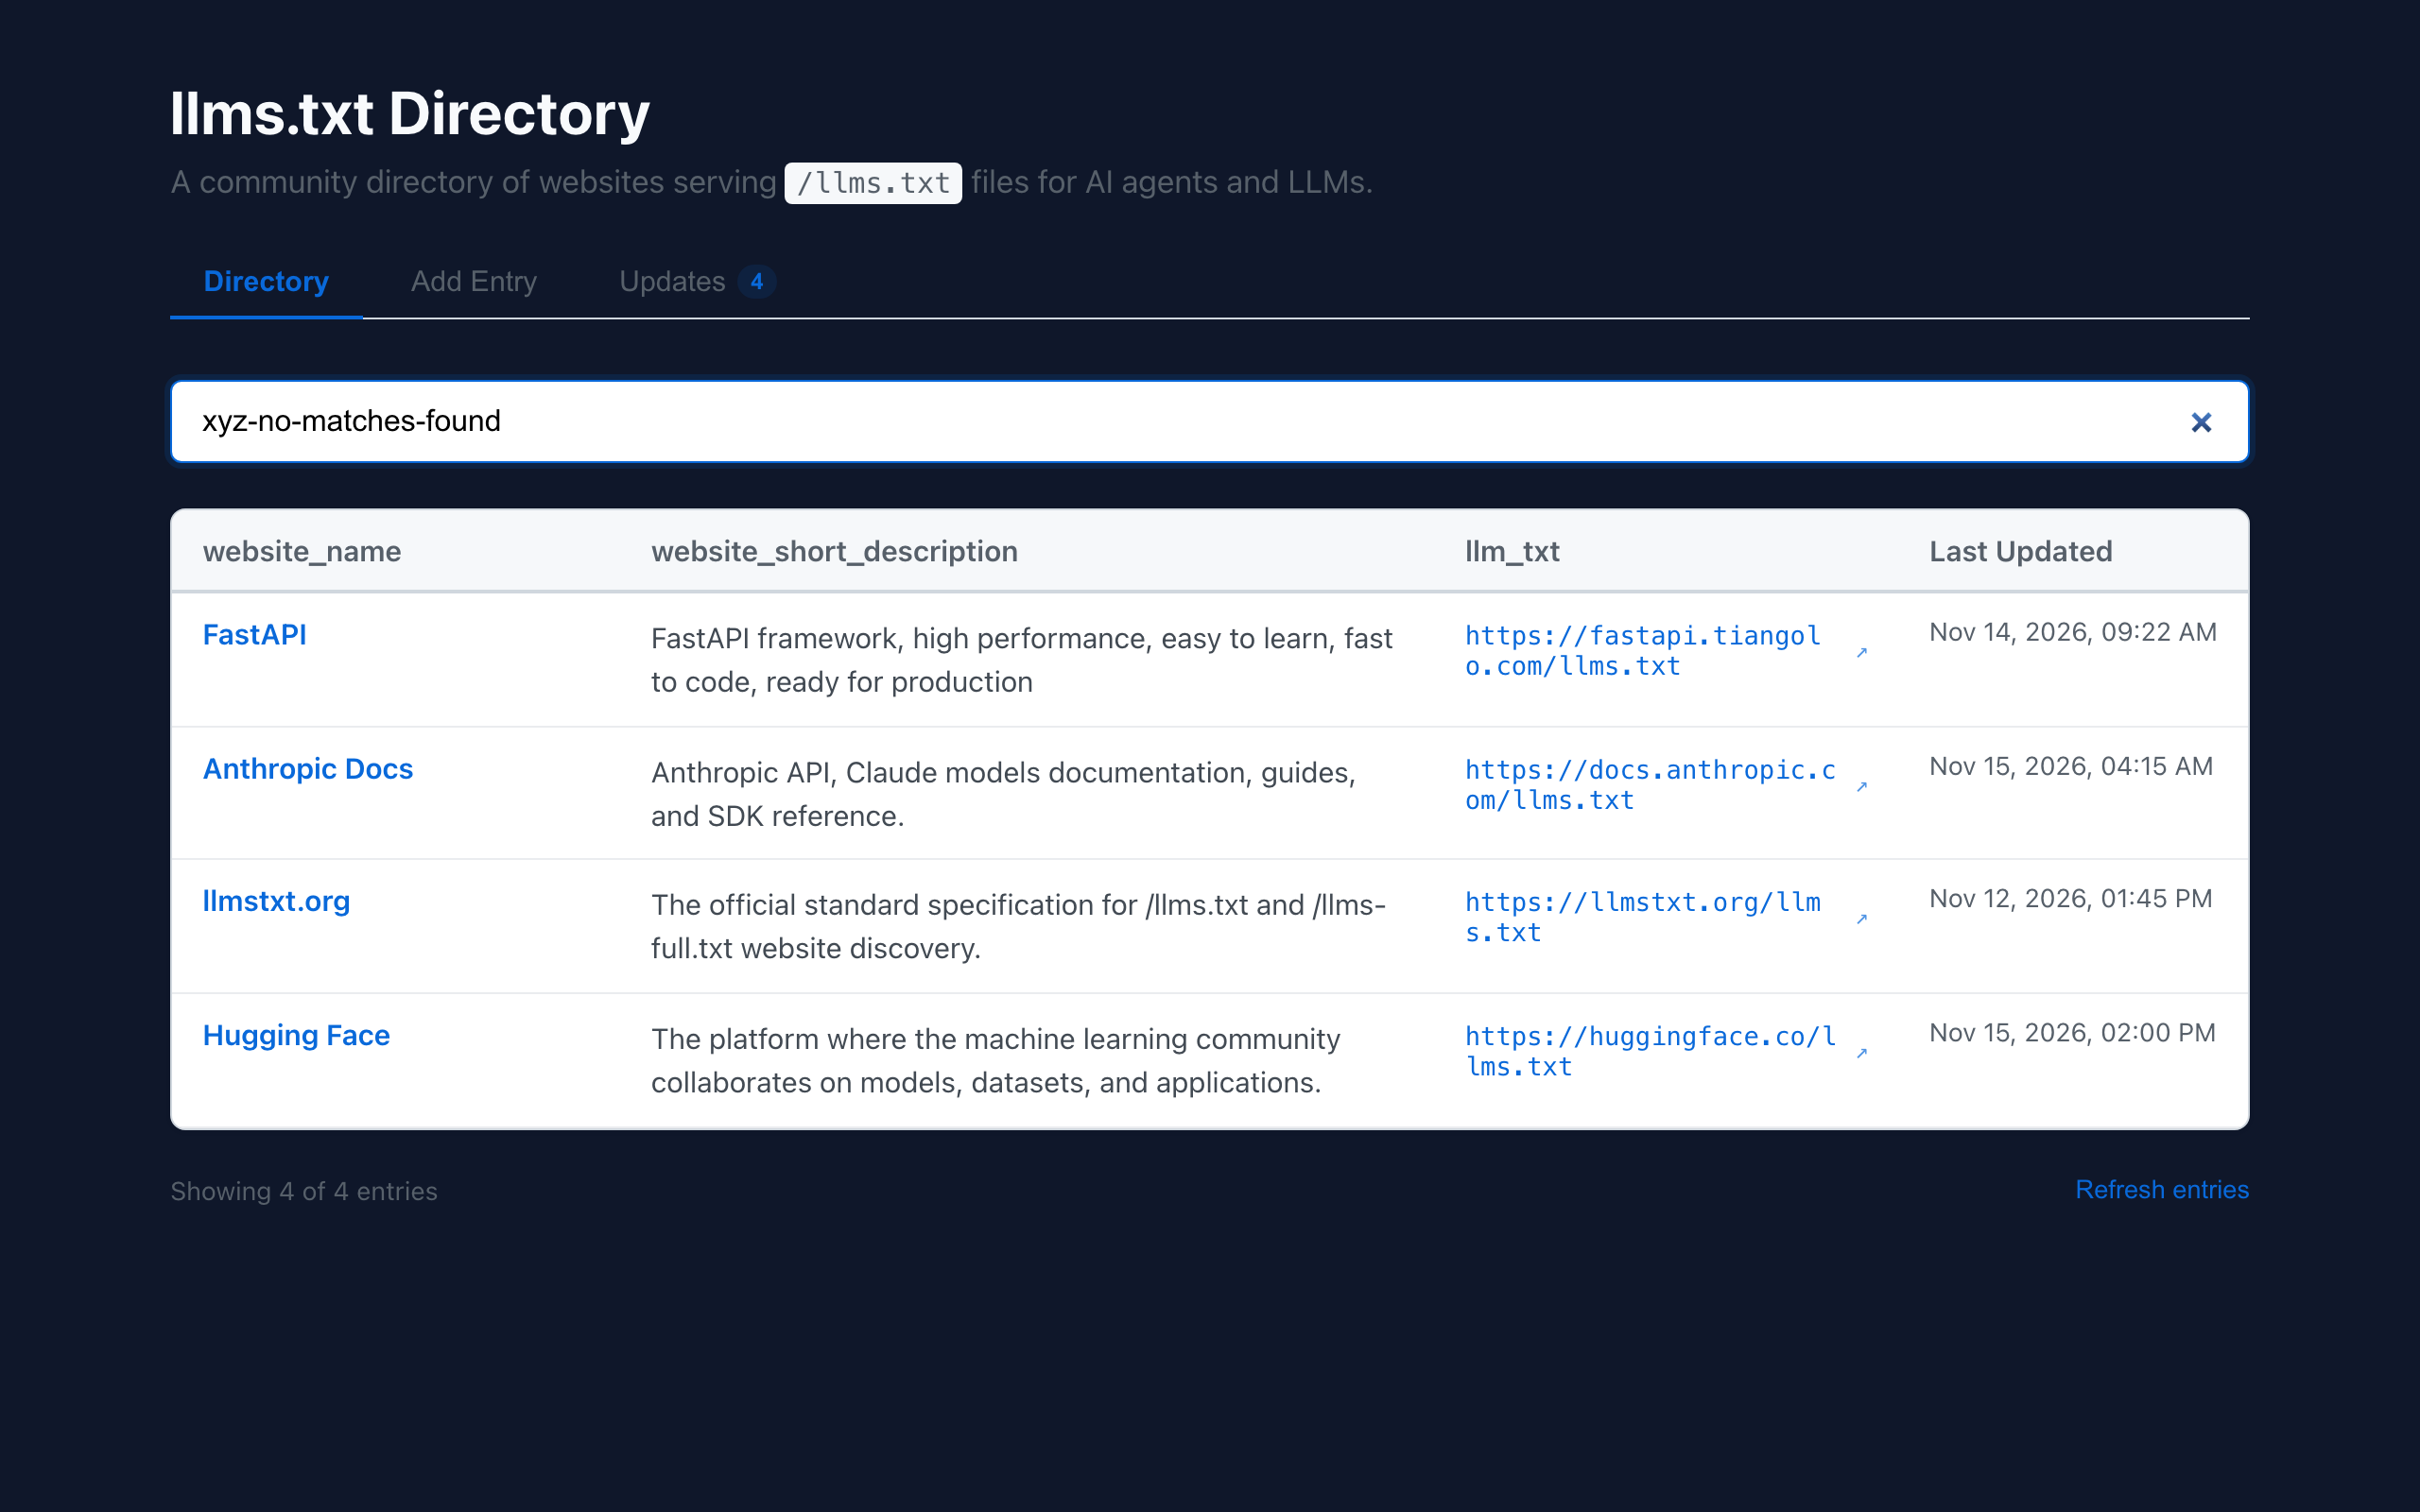 llms.txt Directory
A community directory of websites serving /llms.txt files for AI agents and LLMs.
Directory Add Entry Updates 4
xyz-no-matches-found ×
website_name website_short_description llm_txt Last Updated
FastAPI FastAPI framework, high performance, easy to learn, fast https://fastapi.tiangol ↗ Nov 14, 2026, 09:22 AM
to code, ready for production o.com/llms.txt
Anthropic Docs Anthropic API, Claude models documentation, guides, https://docs.anthropic.c ↗ Nov 15, 2026, 04:15 AM
and SDK reference. om/llms.txt
llmstxt.org The official standard specification for /llms.txt and /llms- https://llmstxt.org/llm ↗ Nov 12, 2026, 01:45 PM
full.txt website discovery. s.txt
Hugging Face The platform where the machine learning community https://huggingface.co/l ↗ Nov 15, 2026, 02:00 PM
collaborates on models, datasets, and applications. lms.txt
Showing 4 of 4 entries Refresh entries